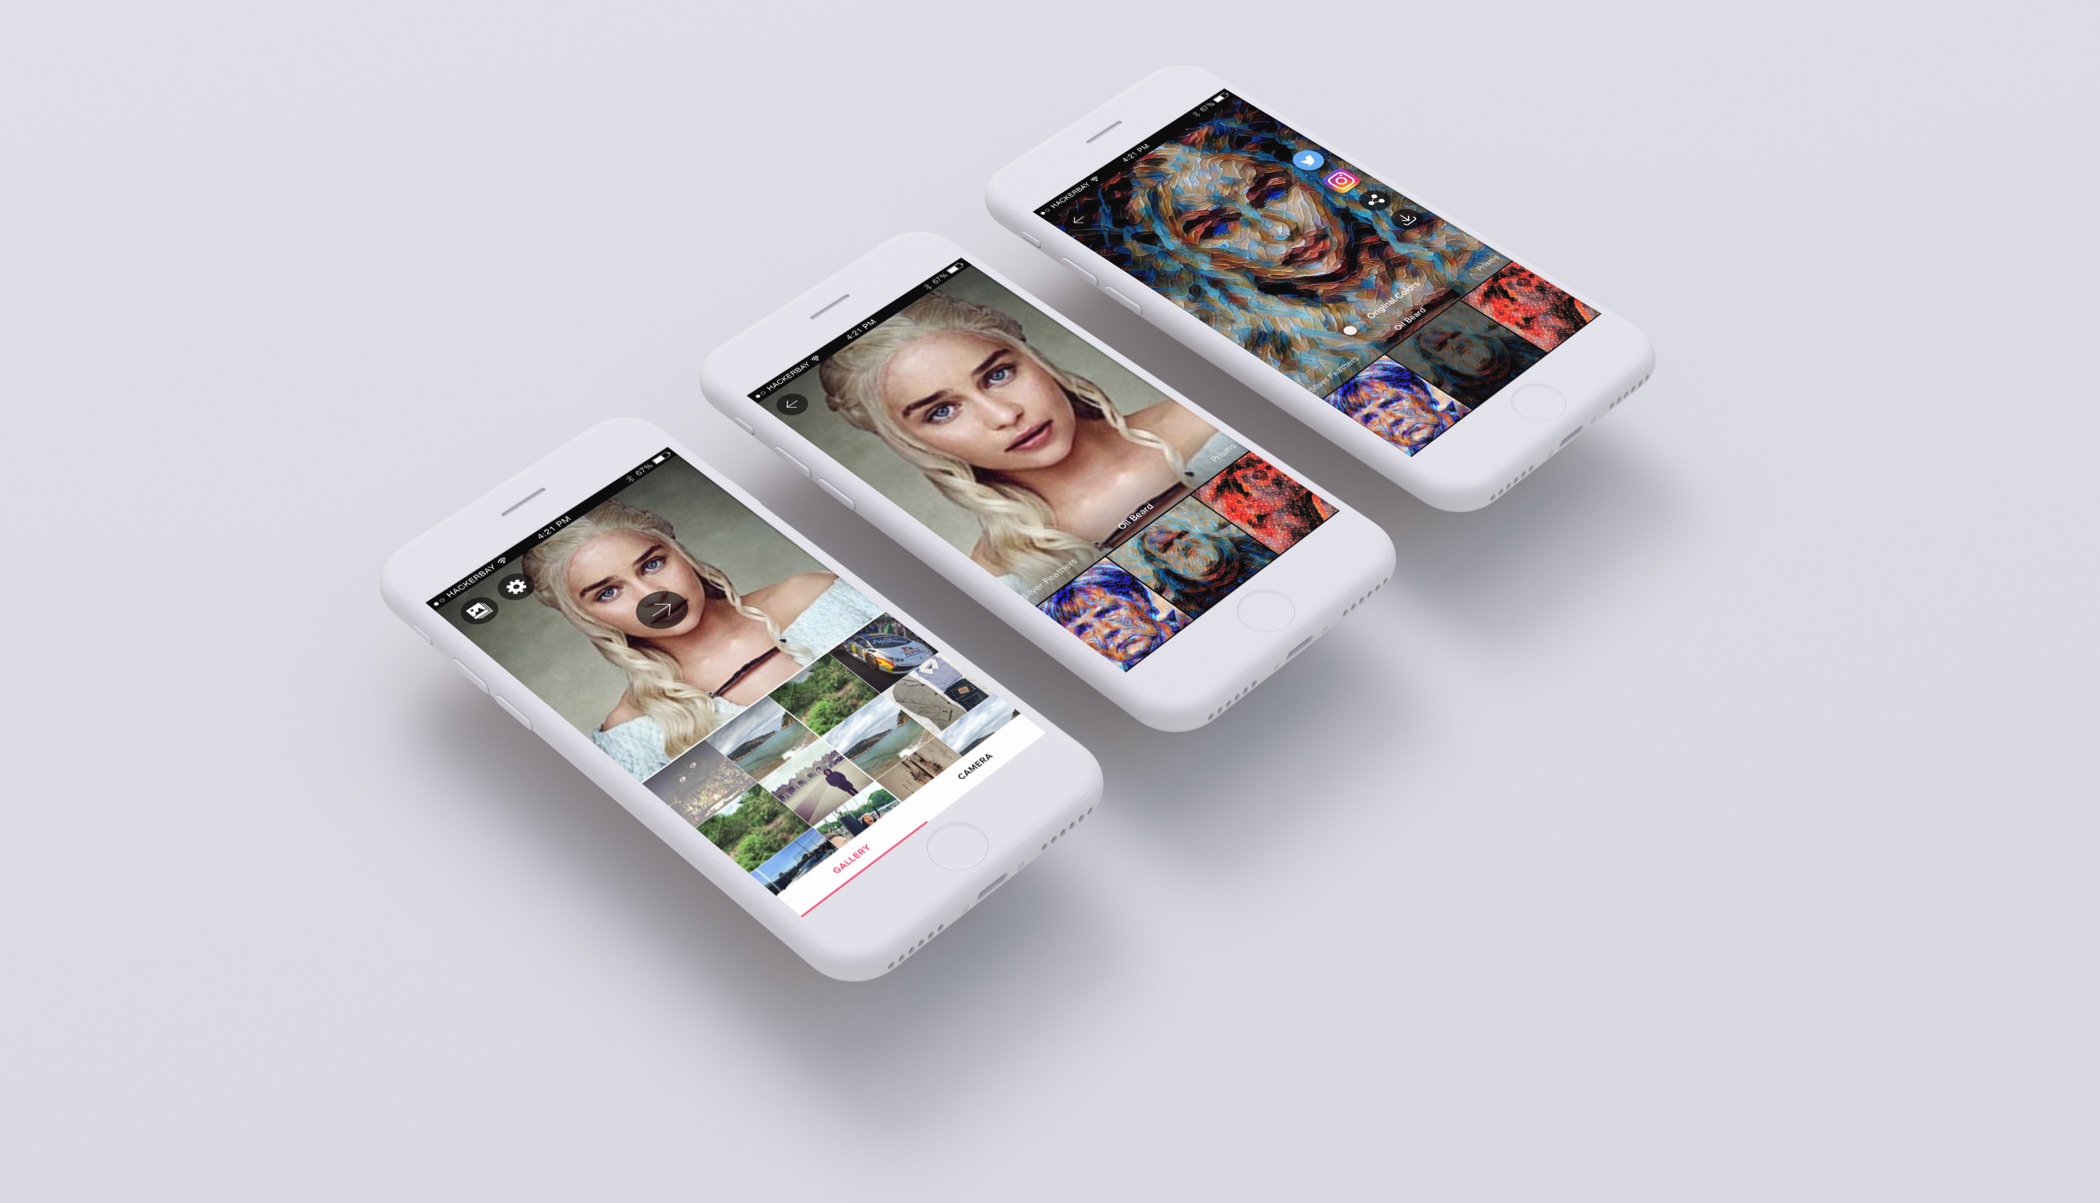 HACKERBAY
4:21 PM
67%
GALLERY
CAMERA
HACKERBAY
4:21 PM
67%
Silver Feathers
Oil Beard
Prisms
HACKERBAY
4:21 PM
67%
Original Colors
Silver Feathers
Oil Beard
Prisms